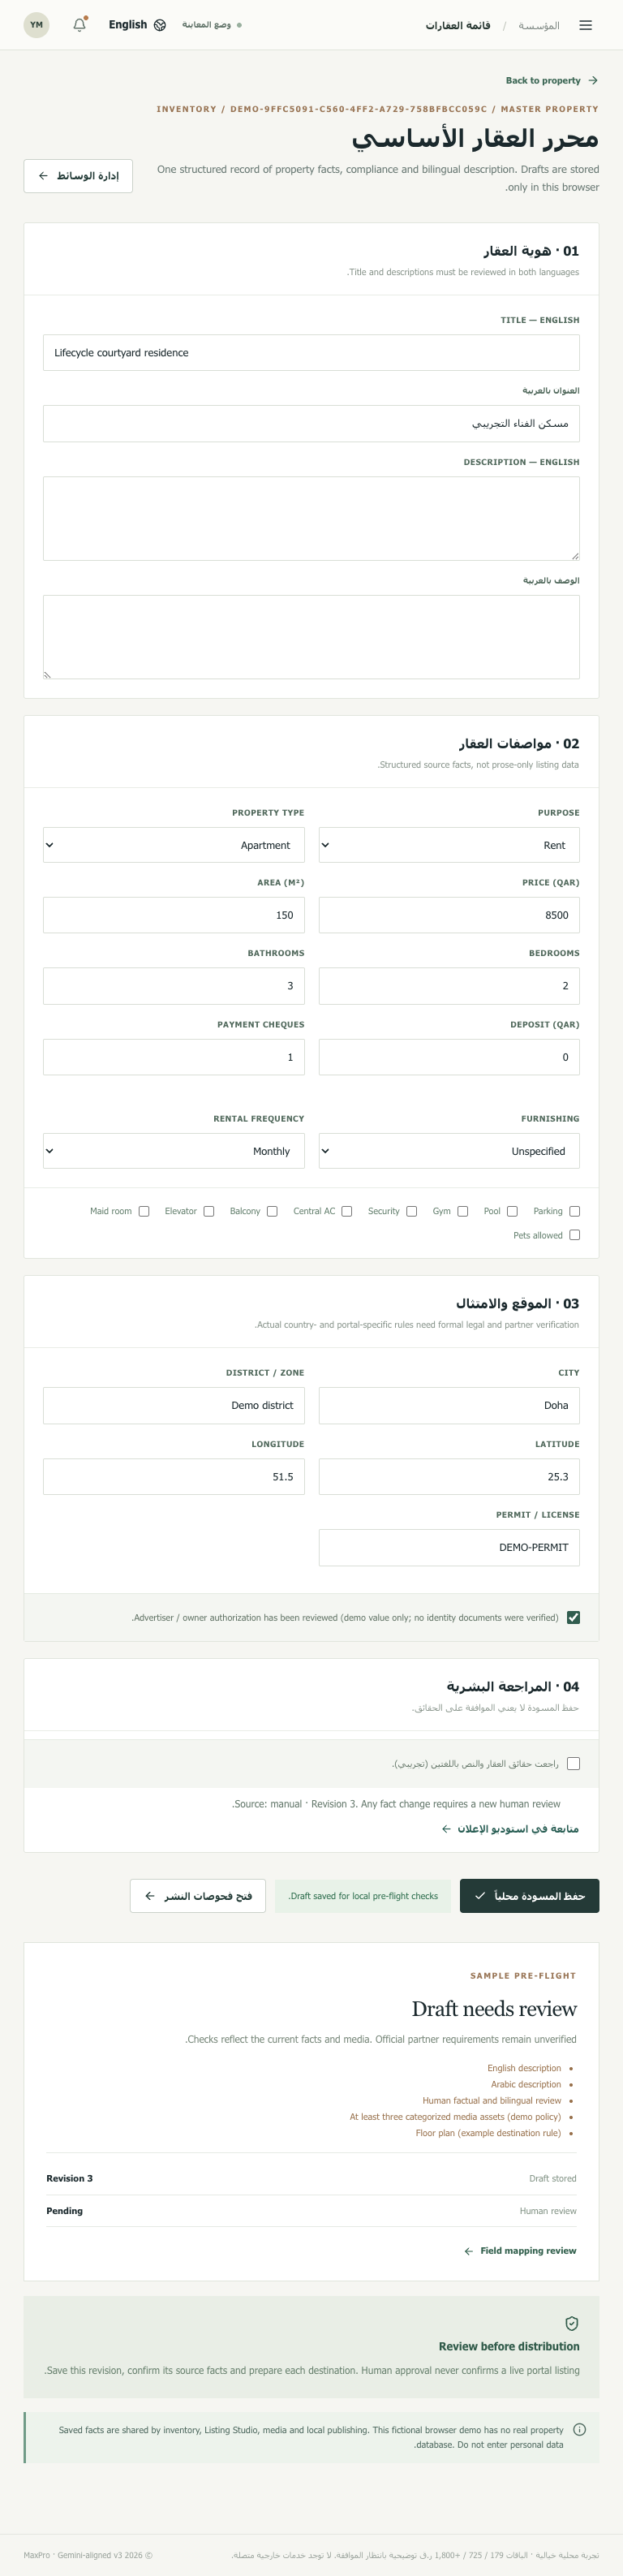 المؤسسة / قائمة العقارات
وضع المعاينة
English
YM
Back to property
INVENTORY / DEMO-9FFC5091-C560-4FF2-A729-758BFBCC059C / MASTER PROPERTY
محرر العقار الأساسي
One structured record of property facts, compliance and bilingual description. Drafts are stored
only in this browser.
إدارة الوسائط
01 · هوية العقار
Title and descriptions must be reviewed in both languages.
TITLE — ENGLISH
Lifecycle courtyard residence
العنوان بالعربية
مسكن الفناء التجريبي
DESCRIPTION — ENGLISH
الوصف بالعربية
02 · مواصفات العقار
Structured source facts, not prose-only listing data.
PURPOSE
Rent
PROPERTY TYPE
Apartment
PRICE (QAR)
8500
AREA (M²)
150
BEDROOMS
2
BATHROOMS
3
DEPOSIT (QAR)
0
PAYMENT CHEQUES
1
FURNISHING
Unspecified
RENTAL FREQUENCY
Monthly
Parking
Pool
Gym
Security
Central AC
Balcony
Elevator
Maid room
Pets allowed
03 · الموقع والامتثال
Actual country- and portal-specific rules need formal legal and partner verification.
CITY
Doha
DISTRICT / ZONE
Demo district
LATITUDE
25.3
LONGITUDE
51.5
PERMIT / LICENSE
DEMO-PERMIT
Advertiser / owner authorization has been reviewed (demo value only; no identity documents were verified).
04 · المراجعة البشرية
حفظ المسودة لا يعني الموافقة على الحقائق.
راجعت حقائق العقار والنص باللغتين (تجريبي).
Source: manual · Revision 3. Any fact change requires a new human review.
متابعة في استوديو الإعلان
حفظ المسودة محلياً
Draft saved for local pre-flight checks.
فتح فحوصات النشر
SAMPLE PRE-FLIGHT
Draft needs review
Checks reflect the current facts and media. Official partner requirements remain unverified.
• English description
• Arabic description
• Human factual and bilingual review
• At least three categorized media assets (demo policy)
• Floor plan (example destination rule)
Draft stored
Revision 3
Human review
Pending
Field mapping review
Review before distribution
Save this revision, confirm its source facts and prepare each destination. Human approval never confirms a live portal listing.
Saved facts are shared by inventory, Listing Studio, media and local publishing. This fictional browser demo has no real property
database. Do not enter personal data.
تجربة محلية خيالية · الباقات 179 / 725 / +1,800 ر.ق توضيحية بانتظار الموافقة. لا توجد خدمات خارجية متصلة.
© 2026 MaxPro · Gemini-aligned v3